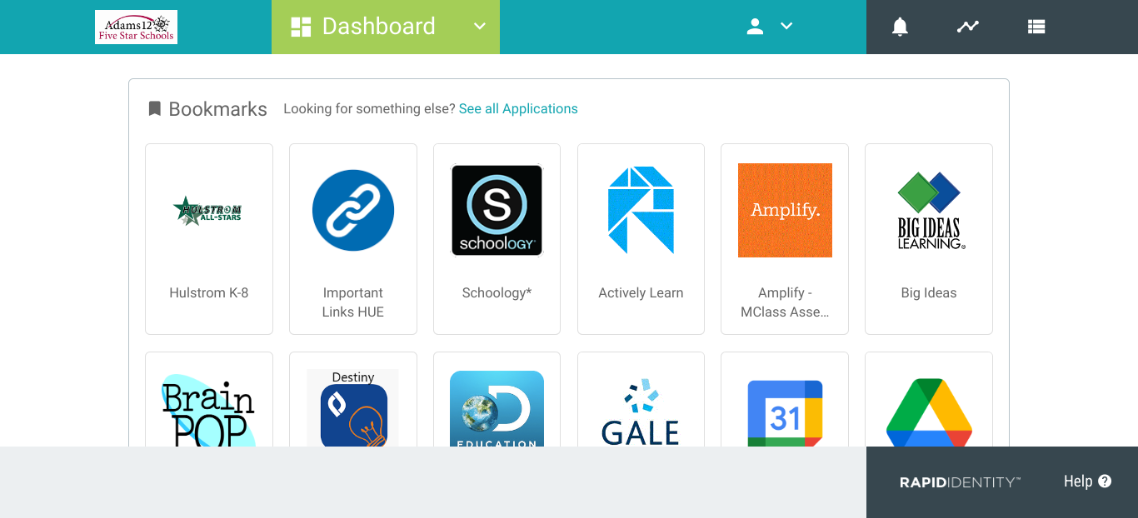 Adams12
Five Star Schools
Dashboard
Bookmarks
Looking for something else? See all Applications
HULSTROM
ALL-STARS
S
schoology
Amplify.
BIG IDEAS
LEARNING
Hulstrom K-8
Important
Links HUE
Schoology*
Actively Learn
Amplify -
MClass Asse...
Big Ideas
BrainPOP
Destiny
D
EDUCATION
GALE
31
RAPIDIDENTITY™
Help ?